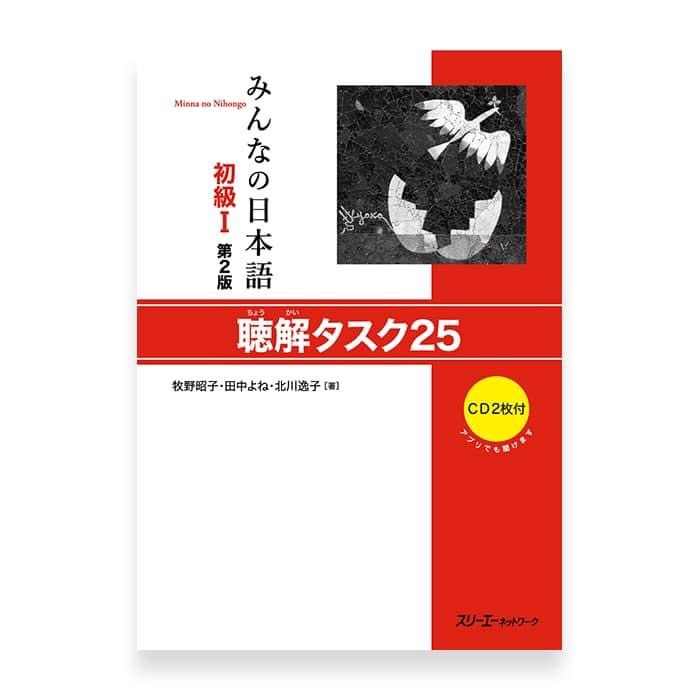 みんなの日本語
Minna no Nihongo
初級I
第2版
ちょう かい
聴解タスク25
牧野昭子・田中よね・北川逸子[著]
CD2枚付
アプリでも聞けます
スリーエーネットワーク